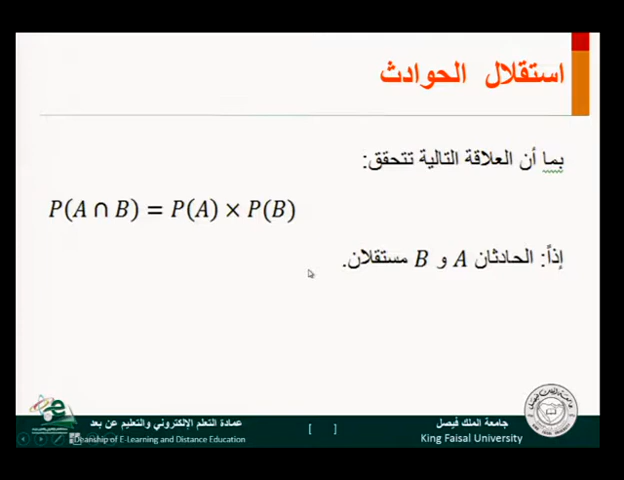 استقلال الحوادث
بما أن العلاقة التالية تتحقق:
P(A ∩ B) = P(A) × P(B)
إذاً: الحادثان A و B مستقلان.
جامعة الملك فيصل
King Faisal University
[ ]
عمادة التعلم الإلكتروني والتعليم عن بعد
Deanship of E-Learning and Distance Education